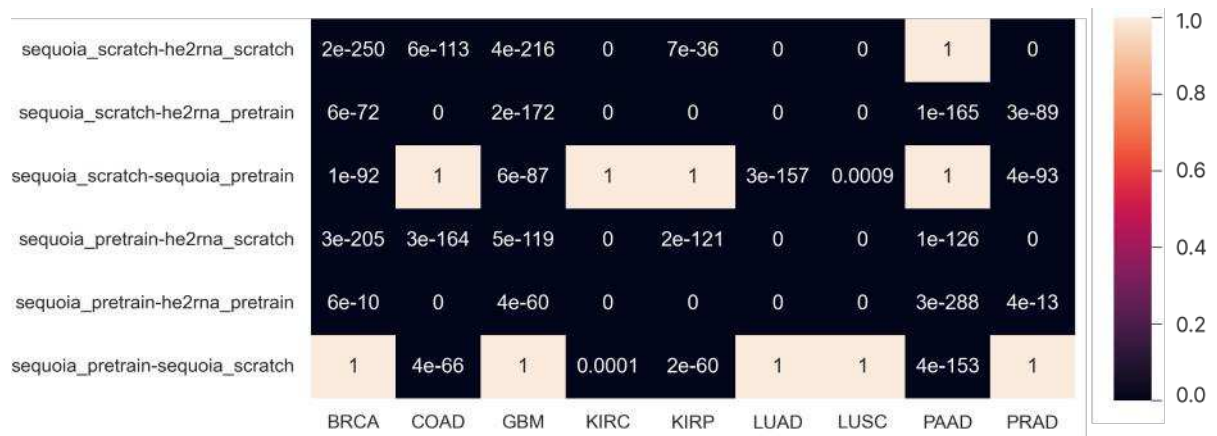 sequoia_scratch-he2rna_scratch 2e-250 6e-113 4e-216 0 7e-36 0 0 1 0
sequoia_scratch-he2rna_pretrain 6e-72 0 2e-172 0 0 0 0 1e-165 3e-89
sequoia_scratch-sequoia_pretrain 1e-92 1 6e-87 1 1 3e-157 0.0009 1 4e-93
sequoia_pretrain-he2rna_scratch 3e-205 3e-164 5e-119 0 2e-121 0 0 1e-126 0
sequoia_pretrain-he2rna_pretrain 6e-10 0 4e-60 0 0 0 0 3e-288 4e-13
sequoia_pretrain-sequoia_scratch 1 4e-66 1 0.0001 2e-60 1 1 4e-153 1
BRCA COAD GBM KIRC KIRP LUAD LUSC PAAD PRAD
1.0
0.8
0.6
0.4
0.2
0.0